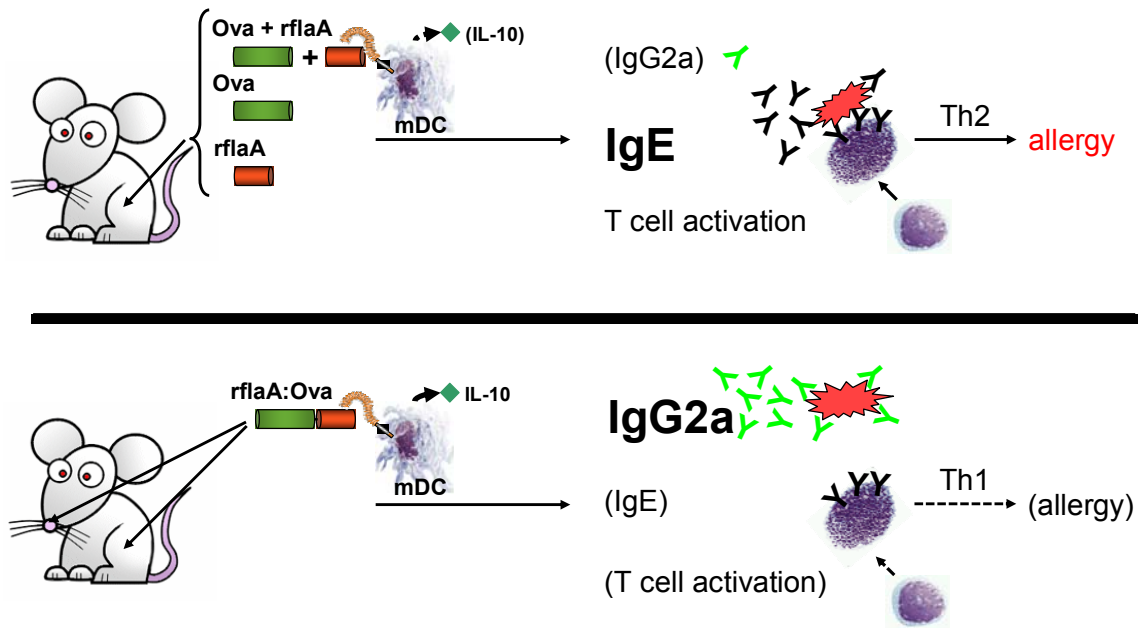 Ova + rflaA
+
Ova
rflaA
(IL-10)
mDC
(IgG2a)
IgE
T cell activation
Th2
allergy
rflaA:Ova
IL-10
mDC
IgG2a
(IgE)
(T cell activation)
Th1
(allergy)